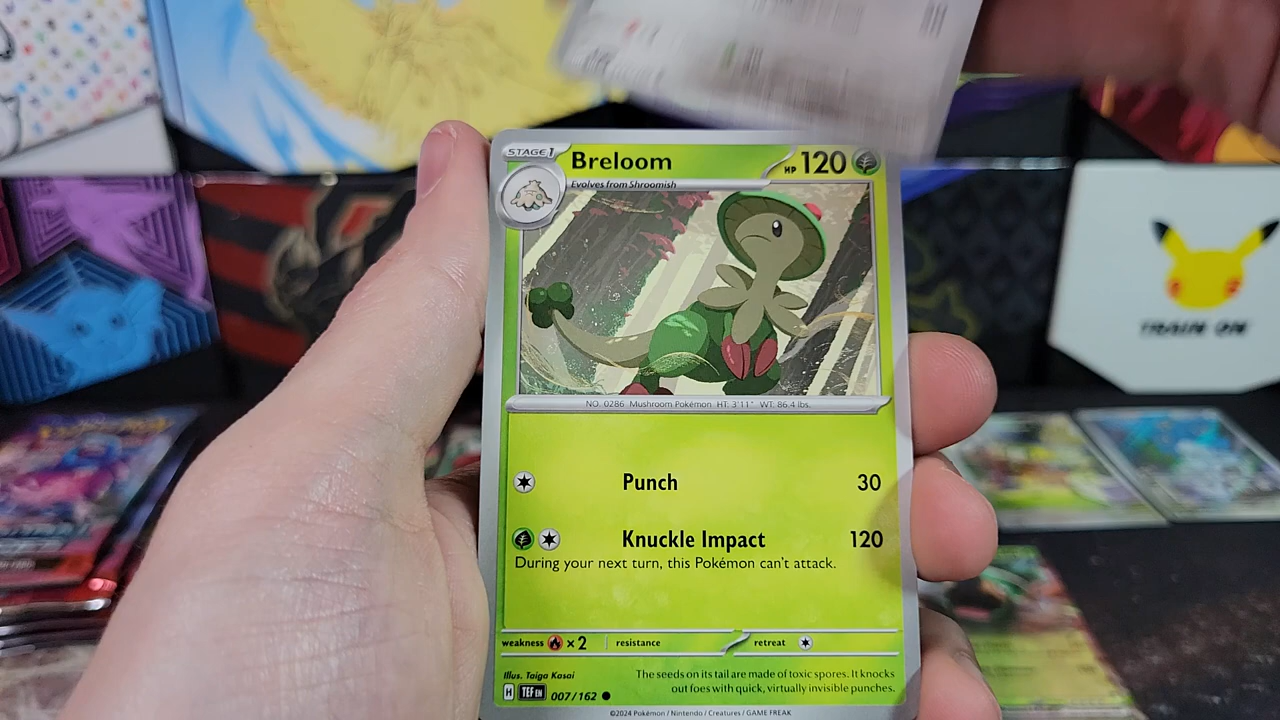 STAGE 1 Breloom HP 120
Evolves from Shroomish
NO. 0286 Mushroom Pokémon HT: 3'11" WT: 86.4 lbs.
Punch 30
Knuckle Impact 120
During your next turn, this Pokémon can't attack.
weakness ×2 resistance retreat
Illus. Taiga Kasai
The seeds on its tail are made of toxic spores. It knocks
out foes with quick, virtually invisible punches.
H TEF EN 007/162
©2024 Pokémon / Nintendo / Creatures / GAME FREAK
TRAIN ON